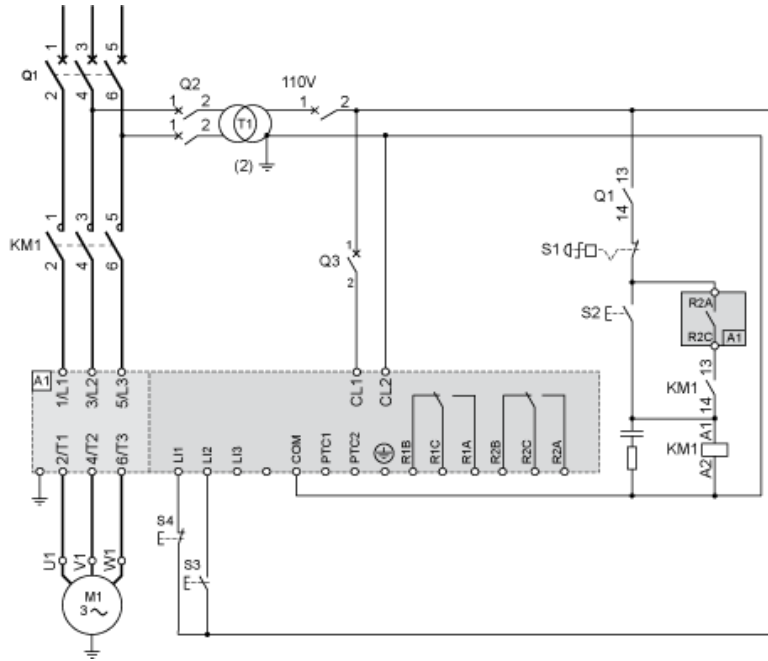 1 3 5
Q1
2 4 6
Q2
1 2
1 2
T1
(2)
110V
1 2
1 3 5
KM1
2 4 6
Q3
1
2
13
Q1
14
S1
S2
R2A
R2C
A1
13
KM1
14
A1
KM1
A2
A1
1/L1 3/L2 5/L3
CL1 CL2
2/T1 4/T2 6/T3
LI1 LI2 LI3 COM PTC1 PTC2 R1B R1C R1A R2B R2C R2A
S4
S3
U1 V1 W1
M1
3